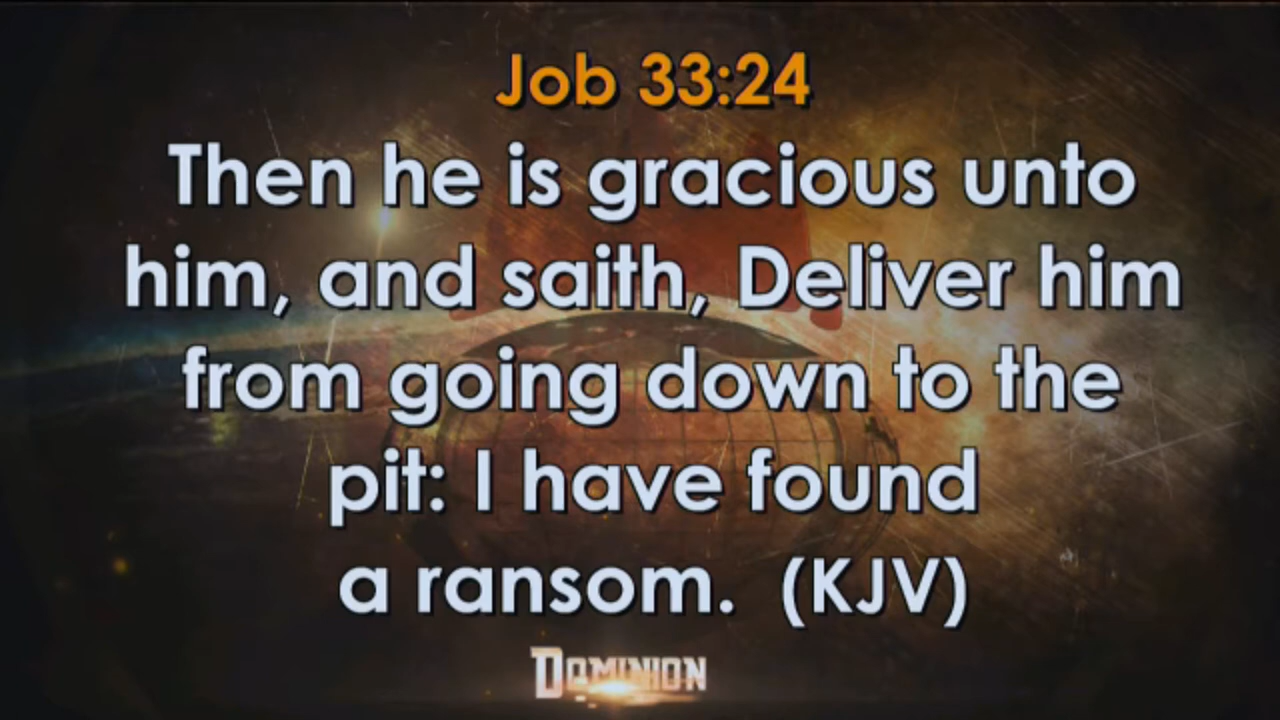 Job 33:24
Then he is gracious unto
him, and saith, Deliver him
from going down to the
pit: I have found
a ransom. (KJV)
DOMINION